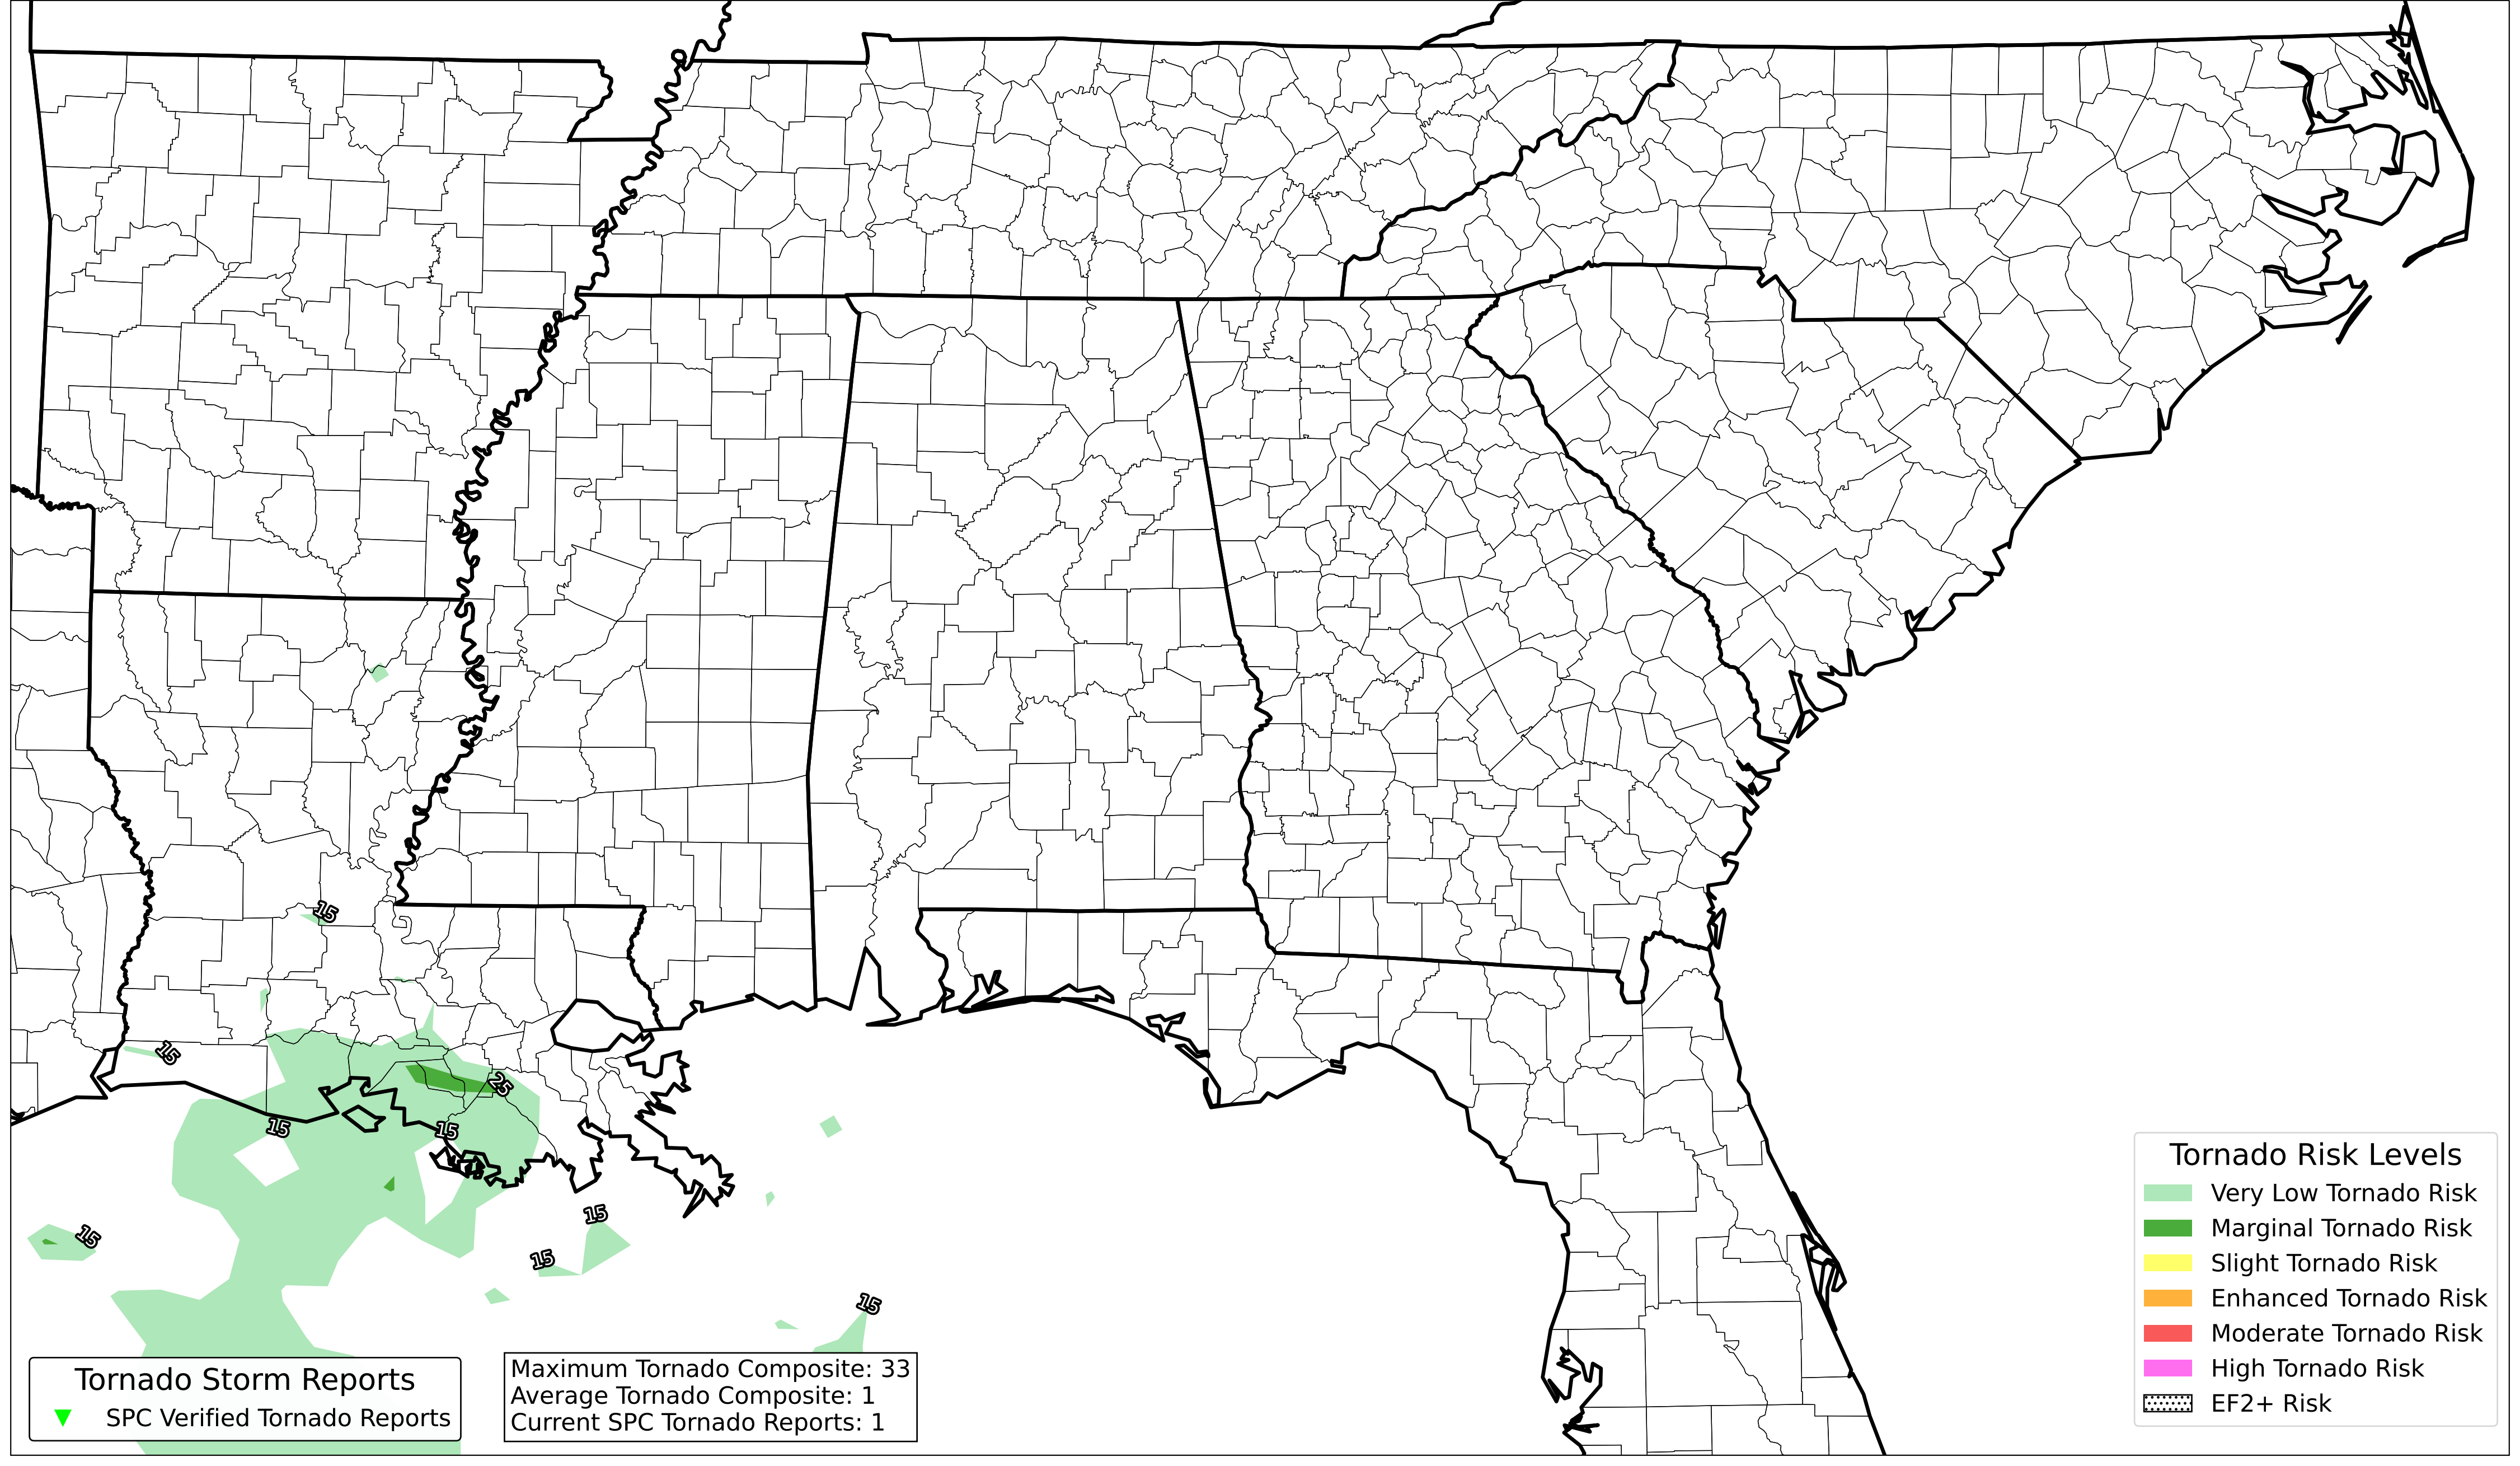 15
15
25
15
15
15
15
15
15
Tornado Risk Levels
Very Low Tornado Risk
Marginal Tornado Risk
Slight Tornado Risk
Enhanced Tornado Risk
Moderate Tornado Risk
High Tornado Risk
EF2+ Risk
Tornado Storm Reports
SPC Verified Tornado Reports
Maximum Tornado Composite: 33
Average Tornado Composite: 1
Current SPC Tornado Reports: 1